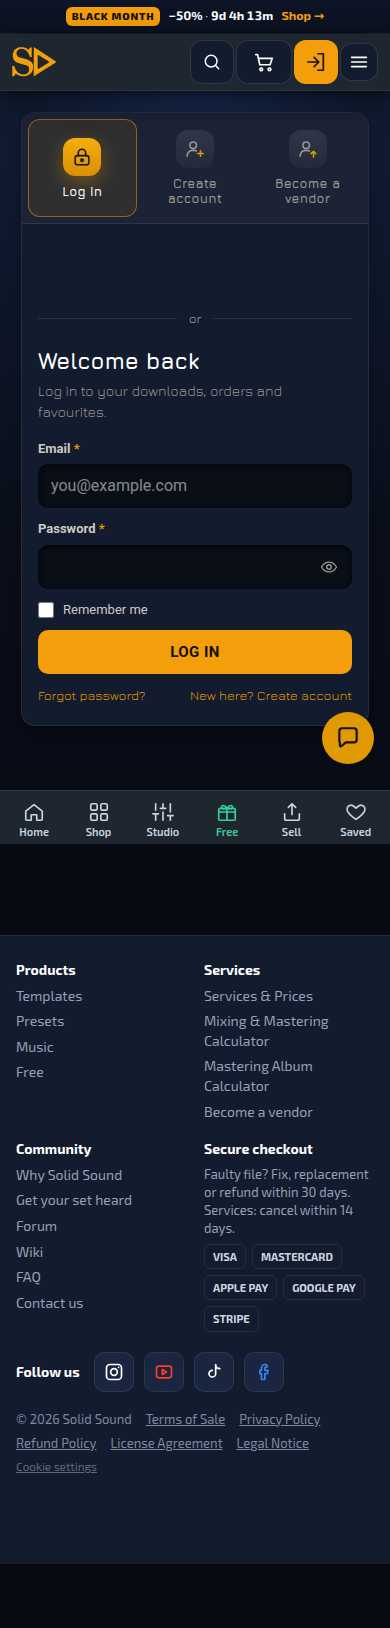 BLACK MONTH −50% · 9d 4h 13m Shop →
SD
Log In
Create account
Become a vendor
or
Welcome back
Log in to your downloads, orders and
favourites.
Email *
you@example.com
Password *
Remember me
LOG IN
Forgot password? New here? Create account
Home Shop Studio Free Sell Saved
Products
Templates
Presets
Music
Free
Services
Services & Prices
Mixing & Mastering
Calculator
Mastering Album
Calculator
Become a vendor
Community
Why Solid Sound
Get your set heard
Forum
Wiki
FAQ
Contact us
Secure checkout
Faulty file? Fix, replacement
or refund within 30 days.
Services: cancel within 14
days.
VISA MASTERCARD
APPLE PAY GOOGLE PAY
STRIPE
Follow us
© 2026 Solid Sound Terms of Sale Privacy Policy
Refund Policy License Agreement Legal Notice
Cookie settings